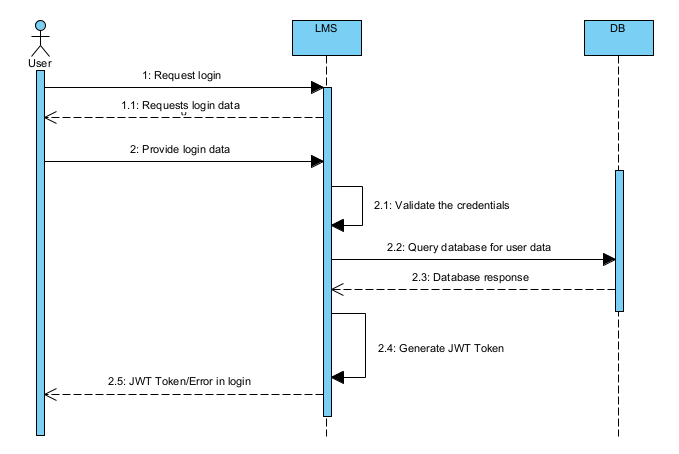 LMS
DB
User
1: Request login
1.1: Requests login data
2: Provide login data
2.1: Validate the credentials
2.2: Query database for user data
2.3: Database response
2.4: Generate JWT Token
2.5: JWT Token/Error in login